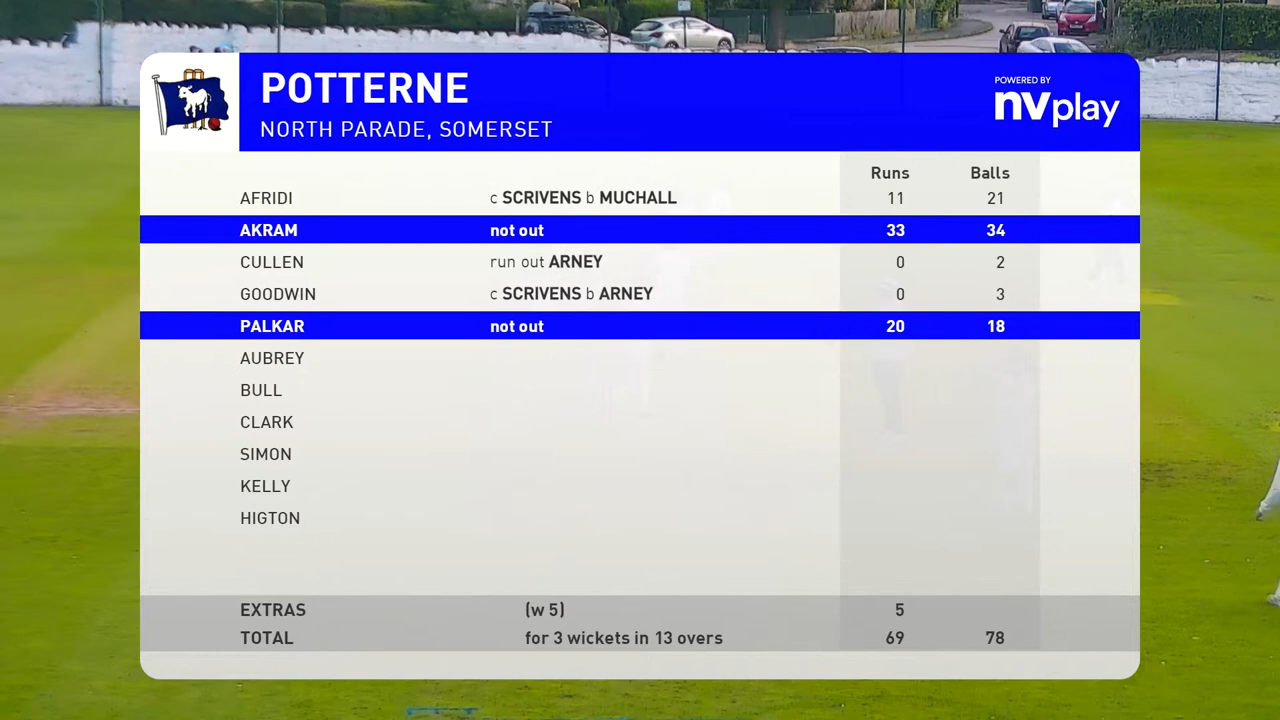 POTTERNE
NORTH PARADE, SOMERSET
POWERED BY
nvplay
Runs Balls
AFRIDI c SCRIVENS b MUCHALL 11 21
AKRAM not out 33 34
CULLEN run out ARNEY 0 2
GOODWIN c SCRIVENS b ARNEY 0 3
PALKAR not out 20 18
AUBREY
BULL
CLARK
SIMON
KELLY
HIGTON
EXTRAS (w 5) 5
TOTAL for 3 wickets in 13 overs 69 78